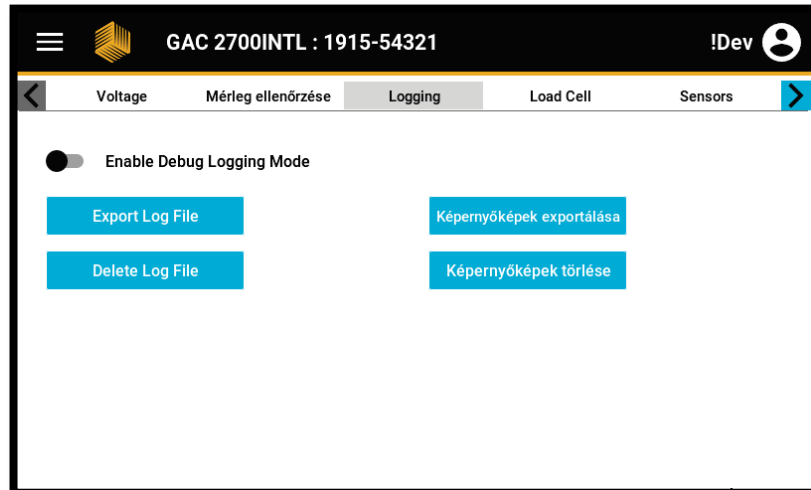 GAC 2700INTL : 1915-54321 !Dev
Voltage Mérleg ellenőrzése Logging Load Cell Sensors
Enable Debug Logging Mode
Export Log File Képernyőképek exportálása
Delete Log File Képernyőképek törlése